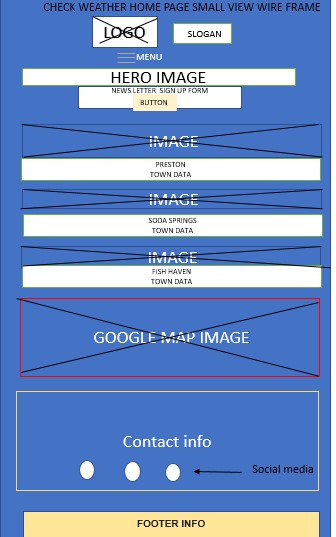 CHECK WEATHER HOME PAGE SMALL VIEW WIRE FRAME
LOGO
SLOGAN
MENU
HERO IMAGE
NEWS LETTER SIGN UP FORM
BUTTON
IMAGE
PRESTON
TOWN DATA
IMAGE
SODA SPRINGS
TOWN DATA
IMAGE
FISH HAVEN
TOWN DATA
GOOGLE MAP IMAGE
Contact info
Social media
FOOTER INFO